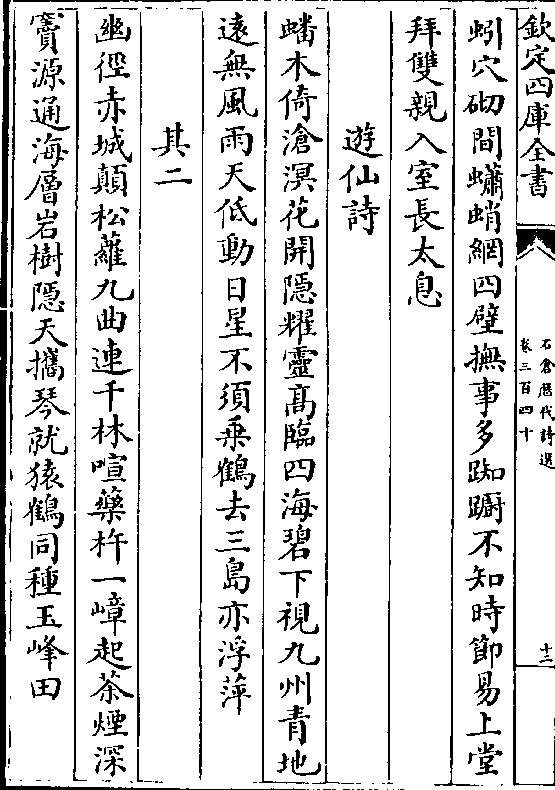 欽定四庫全書
石倉歴代詩選
卷三百四十
十二
蚓穴砌間蠨蛸網四壁撫事多踟蹰不知時節易上堂
拜雙親入室長太息
遊仙詩
蟠木倚滄溟花開隱耀靈髙臨四海碧下視九州青地
逺無風雨天低動日星不須乗鶴去三島亦浮萍
其二
幽徑赤城顛松蘿九曲連千林喧藥杵一嶂起茶煙深
竇源通海層岩樹隱天攜琴就猿鶴同種玉峰田